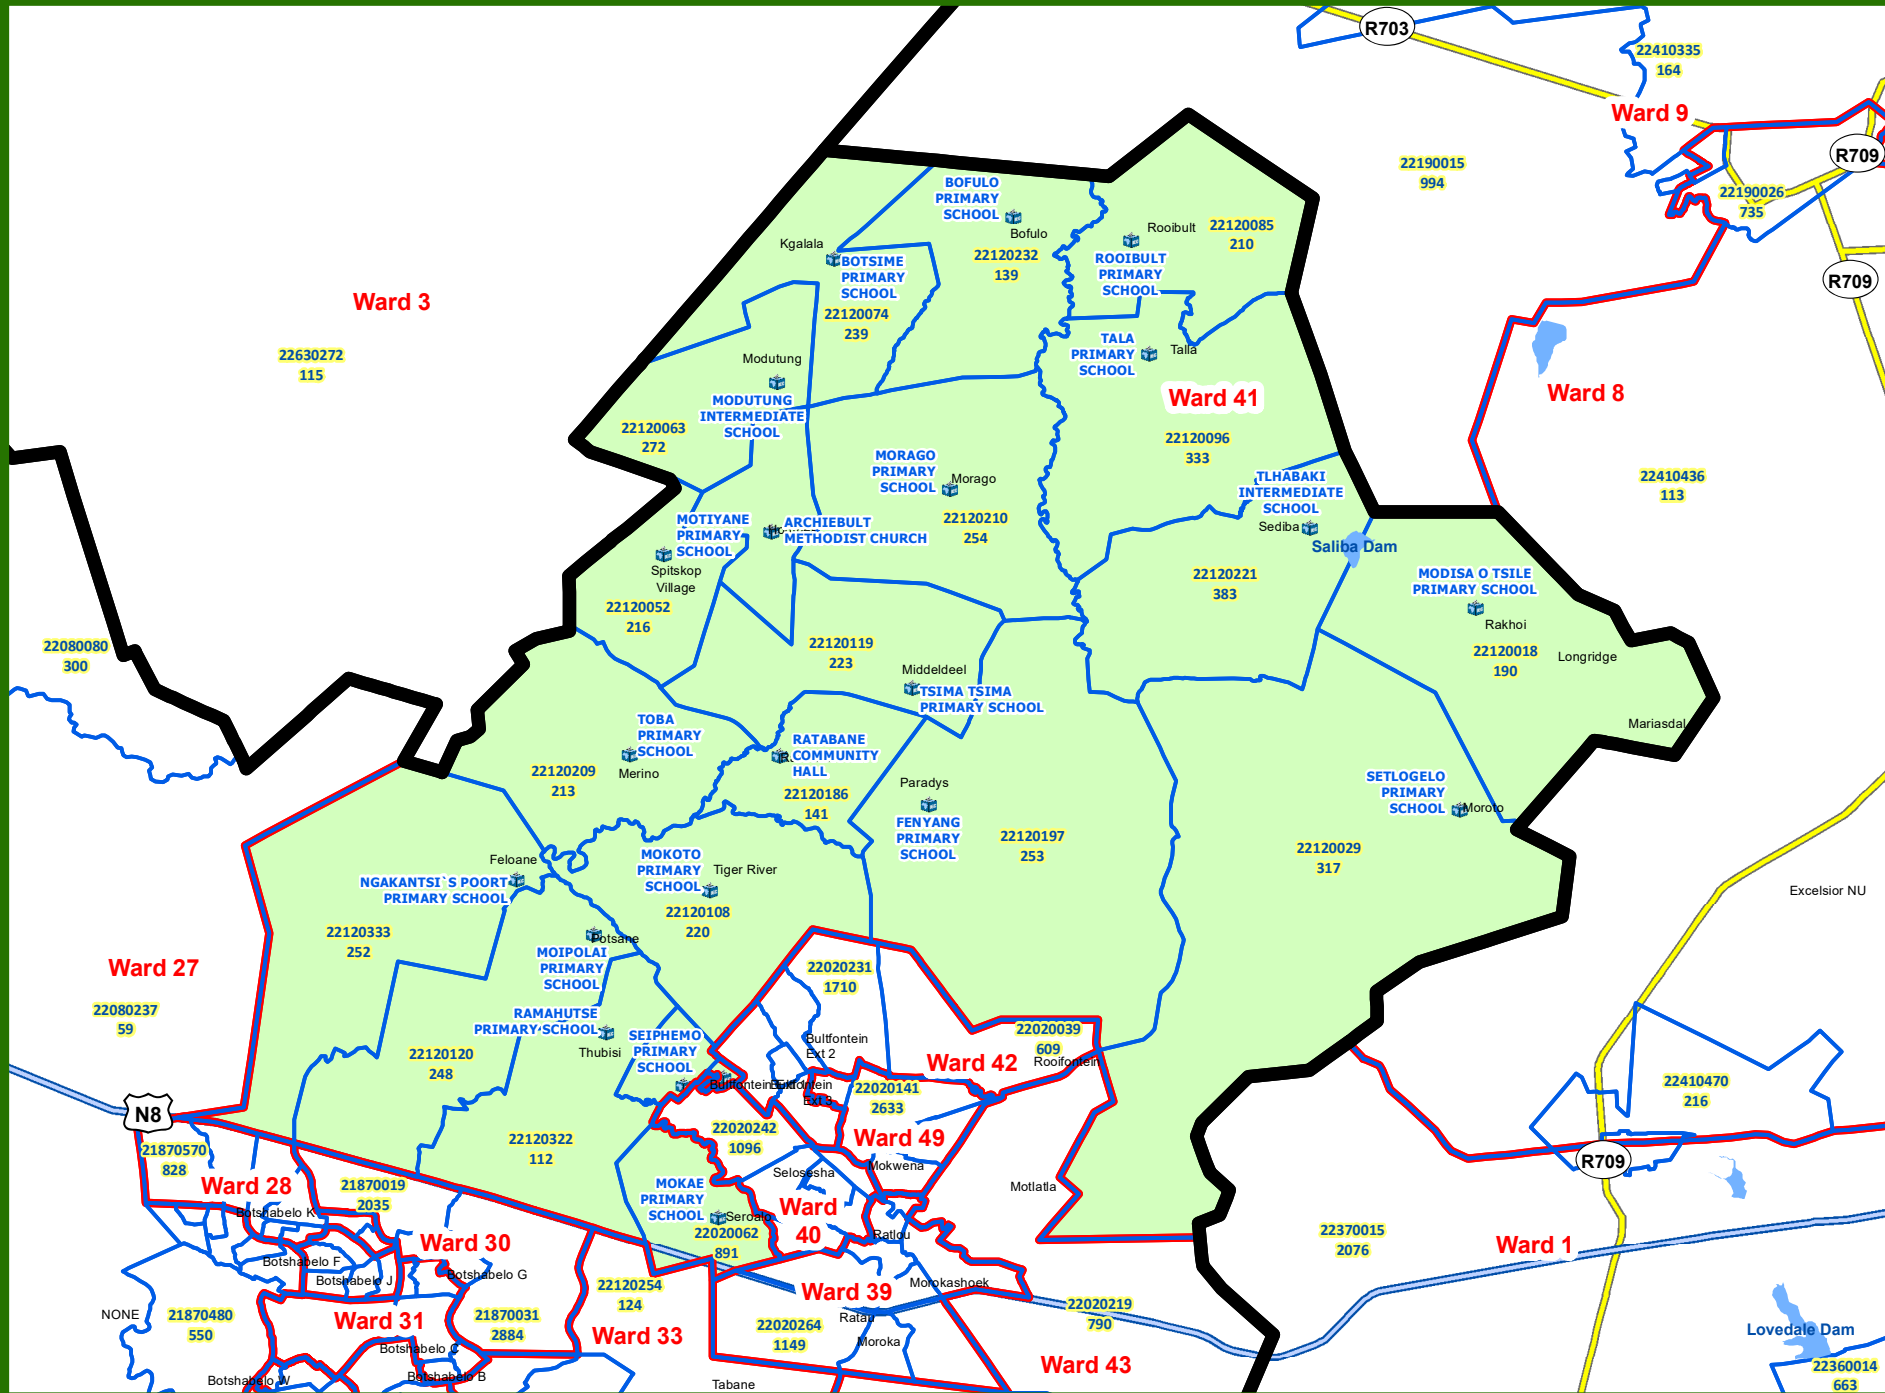 R703
22410335
164
Ward 9
R709
22190015
994
22190026
735
R709
BOFULO
PRIMARY
SCHOOL
Bofulo
22120232
139
Rooibult
22120085
210
ROOIBULT
PRIMARY
SCHOOL
Kgalala
BOTSIME
PRIMARY
SCHOOL
22120074
239
Ward 3
22630272
115
Modutung
MODUTUNG
INTERMEDIATE
SCHOOL
22120063
272
TALA
PRIMARY
SCHOOL
Talla
Ward 41
22120096
333
Ward 8
22410436
113
MORAGO
PRIMARY
SCHOOL
Morago
22120210
254
TLHABAKI
INTERMEDIATE
SCHOOL
Sediba
Saliba Dam
22120221
383
MOTIYANE
PRIMARY
SCHOOL
Spitskop
Village
22120052
216
ARCHIEBULT
METHODIST CHURCH
MODISA O TSILE
PRIMARY SCHOOL
Rakhoi
22120018
190
Longridge
Mariasdal
22080080
300
22120119
223
Middeldeel
TSIMA TSIMA
PRIMARY SCHOOL
TOBA
PRIMARY
SCHOOL
Merino
22120209
213
RATABANE
COMMUNITY
HALL
22120186
141
Paradys
FENYANG
PRIMARY
SCHOOL
22120197
253
SETLOGELO
PRIMARY
SCHOOL
Moroto
22120029
317
Excelsior NU
Feloane
NGAKANTSI`S POORT
PRIMARY SCHOOL
22120333
252
MOKOTO
PRIMARY
SCHOOL
Tiger River
22120108
220
Potsane
MOIPOLAI
PRIMARY
SCHOOL
Ward 27
22080237
59
22020231
1710
RAMAHUTSE
PRIMARY SCHOOL
Thubisi
22120120
248
SEIPHEMO
PRIMARY
SCHOOL
Bultfontein
Ext 2
22020039
609
Rooifontein
Ward 42
Bultfontein
Ext 3
22020141
2633
22410470
216
N8
22120322
112
22020242
1096
Ward 49
Mokwena
R709
21870570
828
Ward 28
21870019
2035
Selosesha
Motlatla
MOKAE
PRIMARY
SCHOOL
Seroalo
22020062
891
Ward
40
Botshabelo K
Ratlou
Ward 30
22370015
2076
Ward 1
Botshabelo F
Botshabelo J
Botshabelo G
22120254
124
Ward 39
Morokashoek
22020219
790
NONE
21870480
550
Ward 31
21870031
2884
Ward 33
22020264
1149
Ratau
Moroka
Lovedale Dam
Botshabelo C
Ward 43
22360014
663
Botshabelo W
Botshabelo B
Tabane